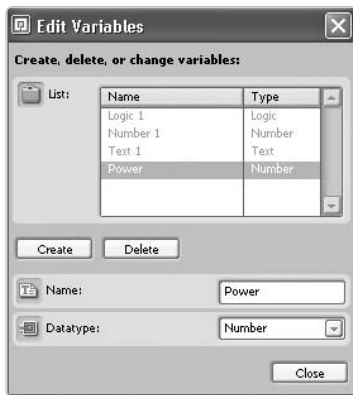 Edit Variables
Create, delete, or change variables:
List:
Name Type
Logic 1 Logic
Number 1 Number
Text 1 Text
Power Number
Create Delete
Name: Power
Datatype: Number
Close